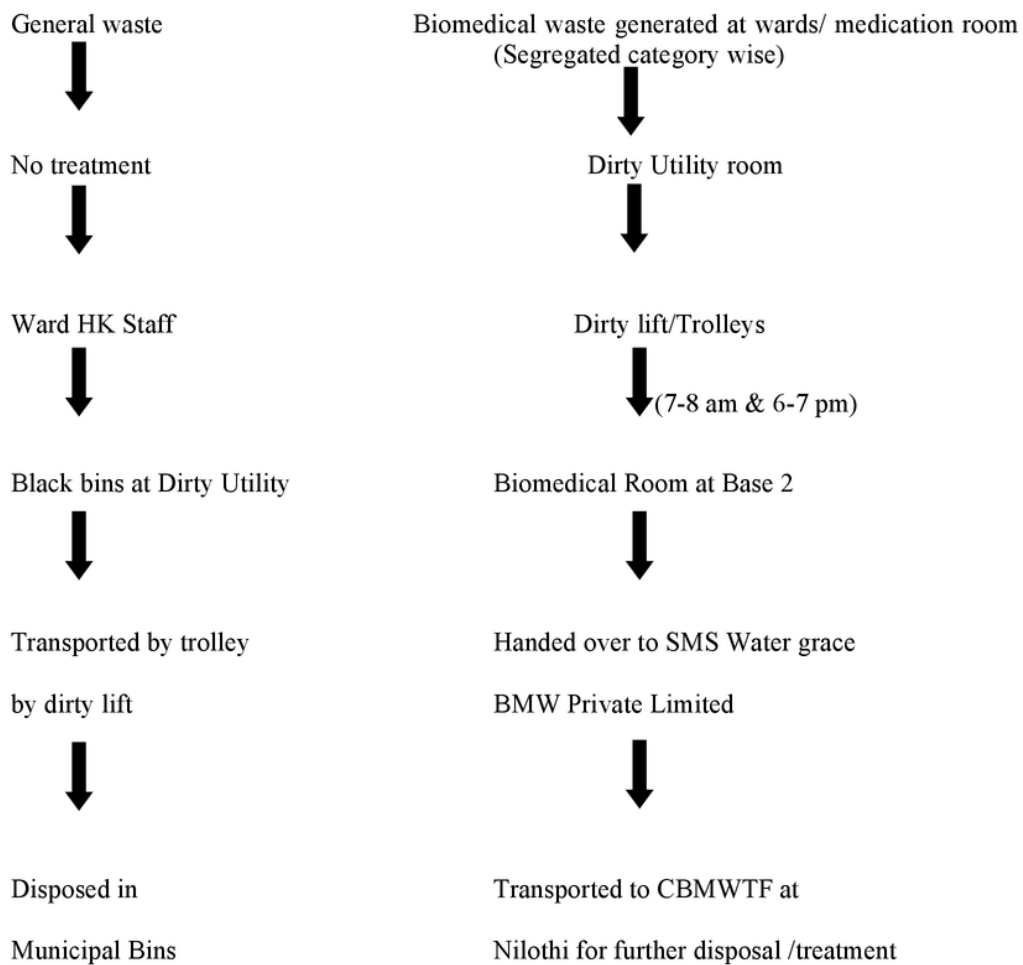 General waste
No treatment
Ward HK Staff
Black bins at Dirty Utility
Transported by trolley
by dirty lift
Disposed in
Municipal Bins
Biomedical waste generated at wards/ medication room
(Segregated category wise)
Dirty Utility room
Dirty lift/Trolleys
(7-8 am & 6-7 pm)
Biomedical Room at Base 2
Handed over to SMS Water grace
BMW Private Limited
Transported to CBMWTF at
Nilothi for further disposal /treatment